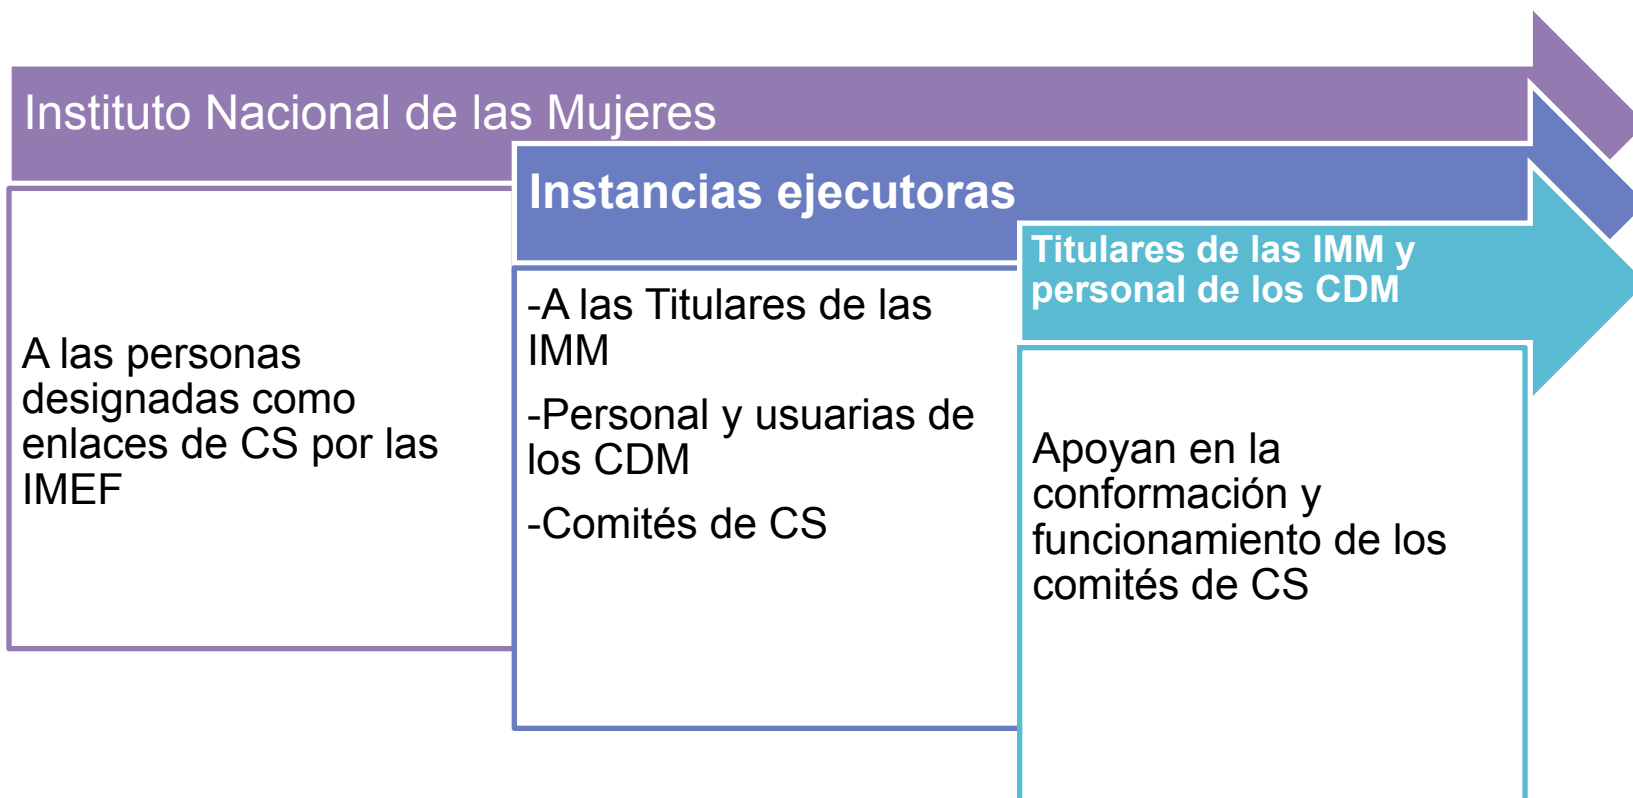 Instituto Nacional de las Mujeres
A las personas
designadas como
enlaces de CS por las
IMEF
Instancias ejecutoras
-A las Titulares de las
IMM
-Personal y usuarias de
los CDM
-Comités de CS
Titulares de las IMM y
personal de los CDM
Apoyan en la
conformación y
funcionamiento de los
comités de CS